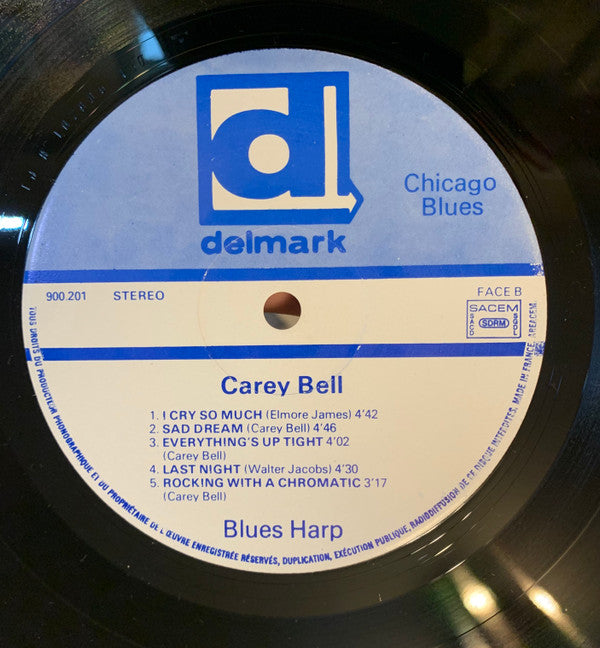 d
delmark
Chicago
Blues
900.201 STEREO
FACE B
SACEM
SACD SDRM SGDL
Carey Bell
1. I CRY SO MUCH (Elmore James) 4'42
2. SAD DREAM (Carey Bell) 4'46
3. EVERYTHING'S UP TIGHT 4'02
(Carey Bell)
4. LAST NIGHT (Walter Jacobs) 4'30
5. ROCKING WITH A CHROMATIC 3'17
(Carey Bell)
Blues Harp
TOUS DROITS DU PRODUCTEUR PHONOGRAPHIQUE ET DU PROPRIÉTAIRE DE L'ŒUVRE ENREGISTRÉE RÉSERVÉS, DUPLICATION, EXÉCUTION PUBLIQUE, RADIODIFFUSION DE CE DISQUE INTERDITES. MADE IN FRANCE. AREACEM.